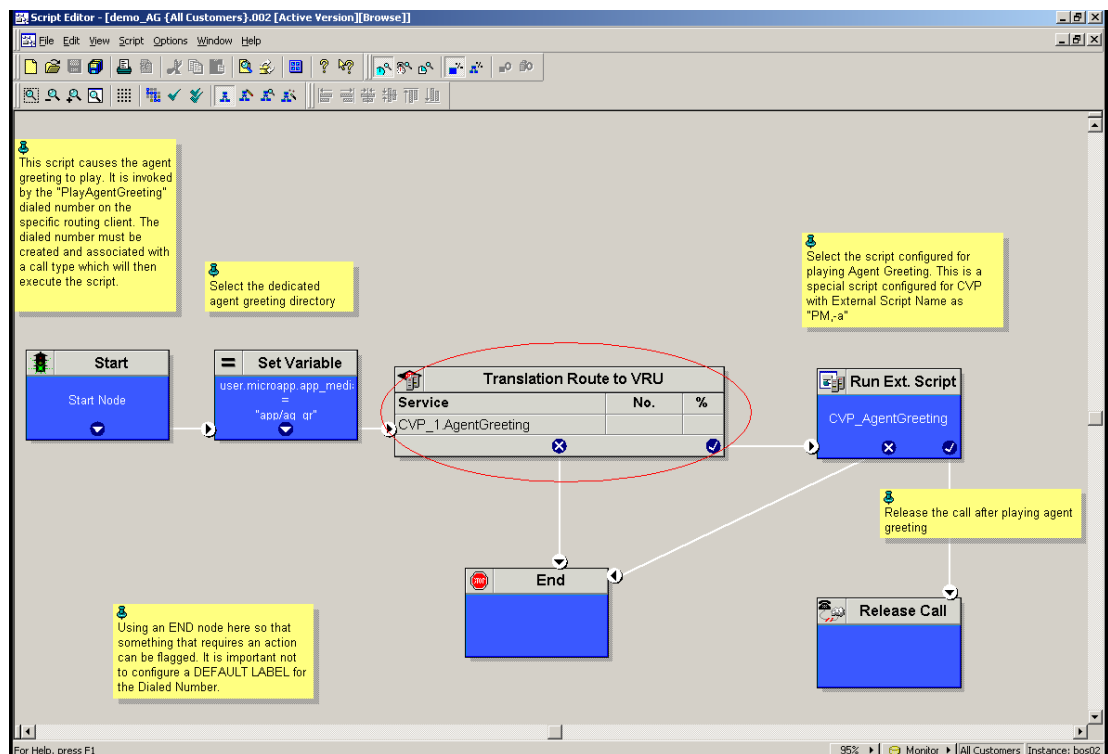 Script Editor - [demo_AG {All Customers}.002 [Active Version][Browse]]
File Edit View Script Options Window Help
This script causes the agent
greeting to play. It is invoked
by the "PlayAgentGreeting"
dialed number on the
specific routing client. The
dialed number must be
created and associated with
a call type which will then
execute the script.
Select the dedicated
agent greeting directory
Select the script configured for
playing Agent Greeting. This is a
special script configured for CVP
with External Script Name as
"PM,-a"
Start
Start Node
Set Variable
user.microapp.app_media
=
"app/ag_gr"
Translation Route to VRU
Service No. %
CVP_1.AgentGreeting
Run Ext. Script
CVP_AgentGreeting
Release the call after playing agent
greeting
STOP
End
Release Call
Using an END node here so that
something that requires an action
can be flagged. It is important not
to configure a DEFAULT LABEL for
the Dialed Number.
For Help, press F1
95% Monitor All Customers Instance: bos02